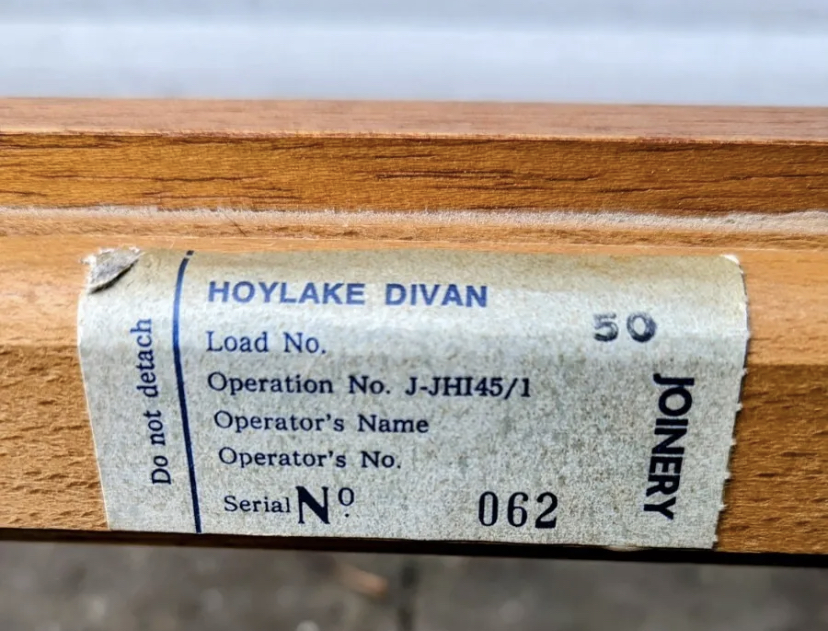 Do not detach
HOYLAKE DIVAN
50
Load No.
Operation No. J-JHI45/1
Operator's Name
Operator's No.
Serial Nº 062
JOINERY